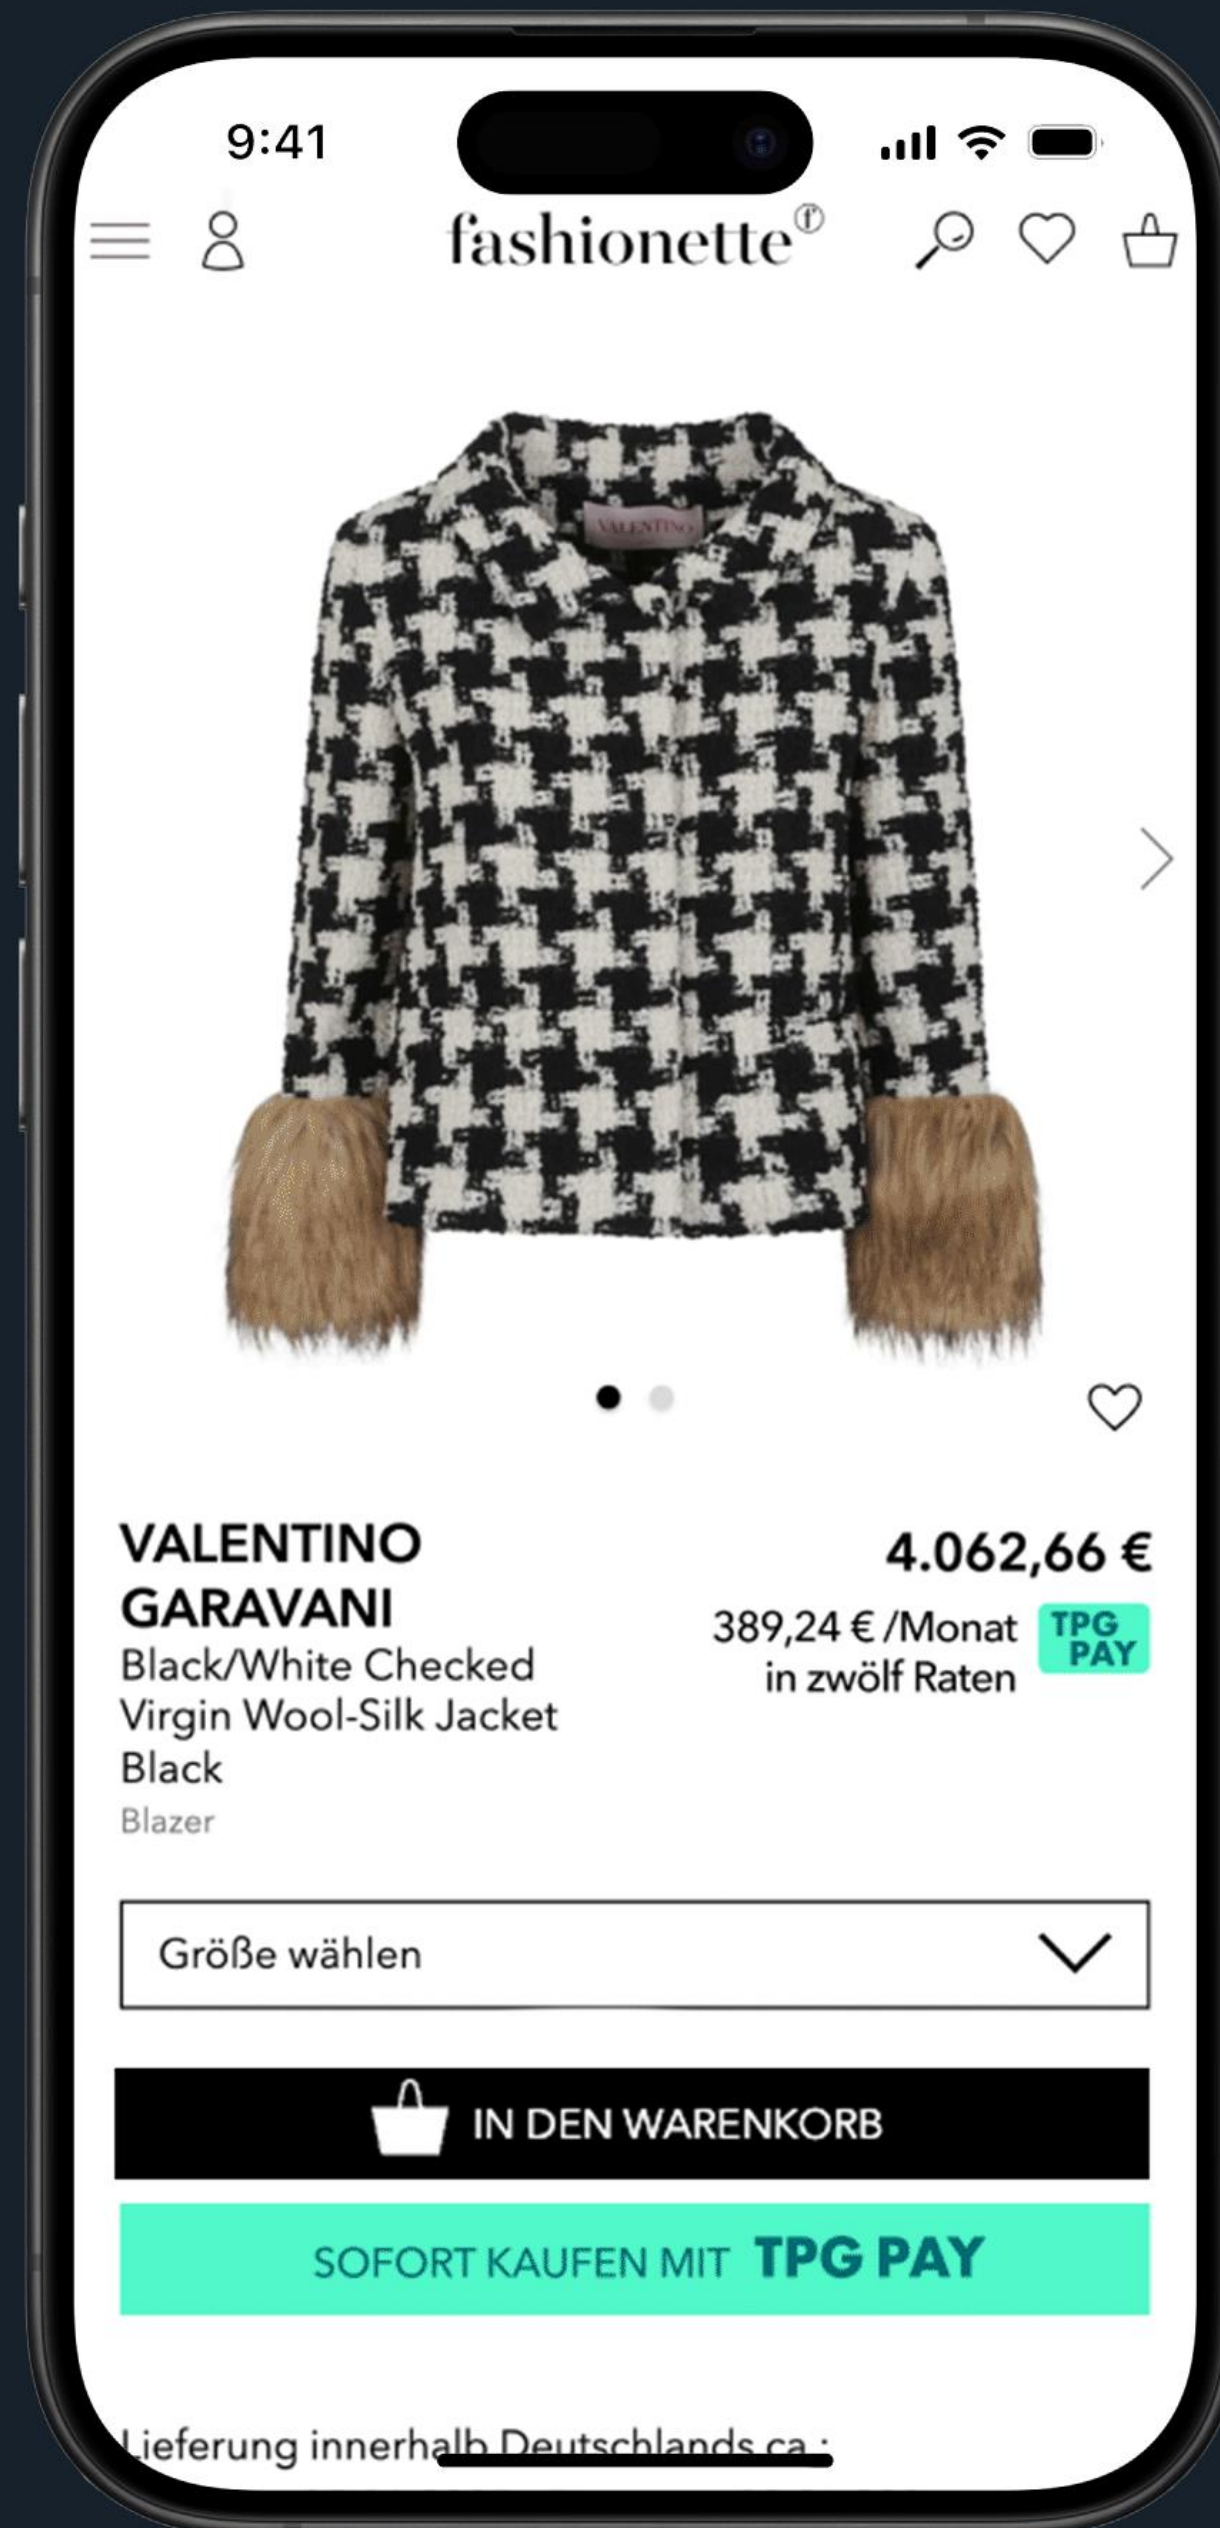 9:41
fashionette
VALENTINO
VALENTINO
GARAVANI
Black/White Checked
Virgin Wool-Silk Jacket
Black
Blazer
4.062,66 €
389,24 € /Monat
in zwölf Raten
TPG
PAY
Größe wählen
IN DEN WARENKORB
SOFORT KAUFEN MIT TPG PAY
Lieferung innerhalb Deutschlands ca.: